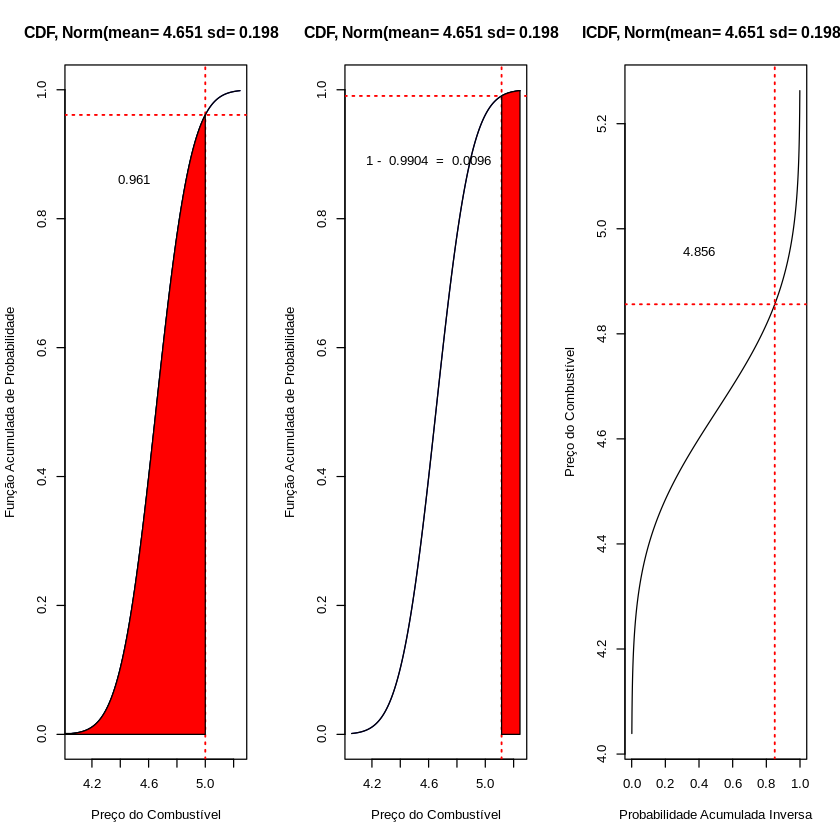 CDF, Norm(mean= 4.651 sd= 0.198
Função Acumulada de Probabilidade
1.0
0.8
0.6
0.4
0.2
0.0
0.961
4.2
4.6
5.0
Preço do Combustível
CDF, Norm(mean= 4.651 sd= 0.198
Função Acumulada de Probabilidade
1.0
0.8
0.6
0.4
0.2
0.0
1 - 0.9904 = 0.0096
4.2
4.6
5.0
Preço do Combustível
ICDF, Norm(mean= 4.651 sd= 0.198
Preço do Combustível
5.2
5.0
4.8
4.6
4.4
4.2
4.0
4.856
0.0 0.2 0.4 0.6 0.8 1.0
Probabilidade Acumulada Inversa